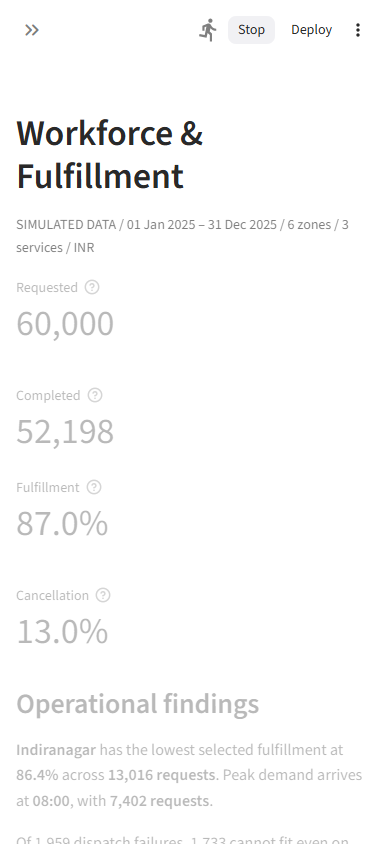 Stop
Deploy
Workforce &
Fulfillment
SIMULATED DATA / 01 Jan 2025 – 31 Dec 2025 / 6 zones / 3
services / INR
Requested
60,000
Completed
52,198
Fulfillment
87.0%
Cancellation
13.0%
Operational findings
Indiranagar has the lowest selected fulfillment at
86.4% across 13,016 requests. Peak demand arrives
at 08:00, with 7,402 requests.
Of 1,959 dispatch failures, 1,733 cannot fit even on